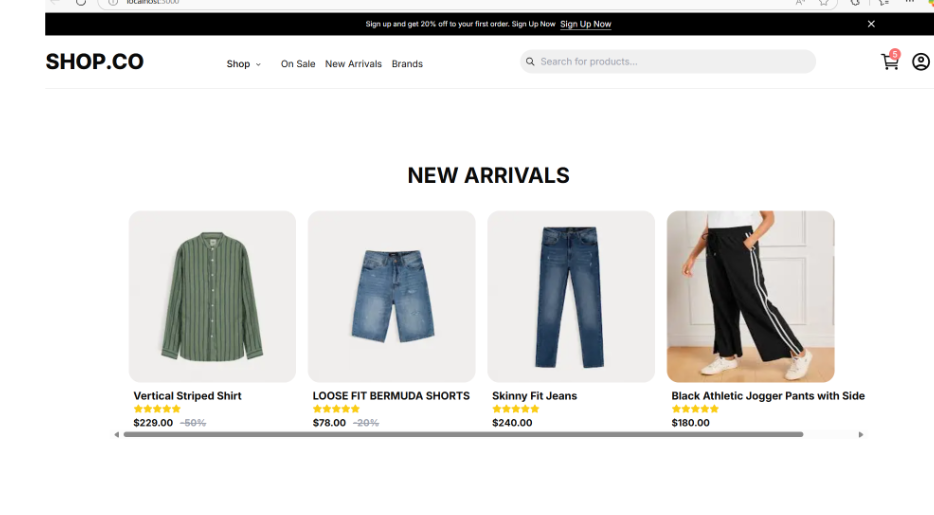 localhost:3000
Sign up and get 20% off to your first order. Sign Up Now Sign Up Now
SHOP.CO
Shop On Sale New Arrivals Brands
Search for products...
5
NEW ARRIVALS
Vertical Striped Shirt
$229.00 -50%
LOOSE FIT BERMUDA SHORTS
$78.00 -20%
Skinny Fit Jeans
$240.00
Black Athletic Jogger Pants with Side
$180.00